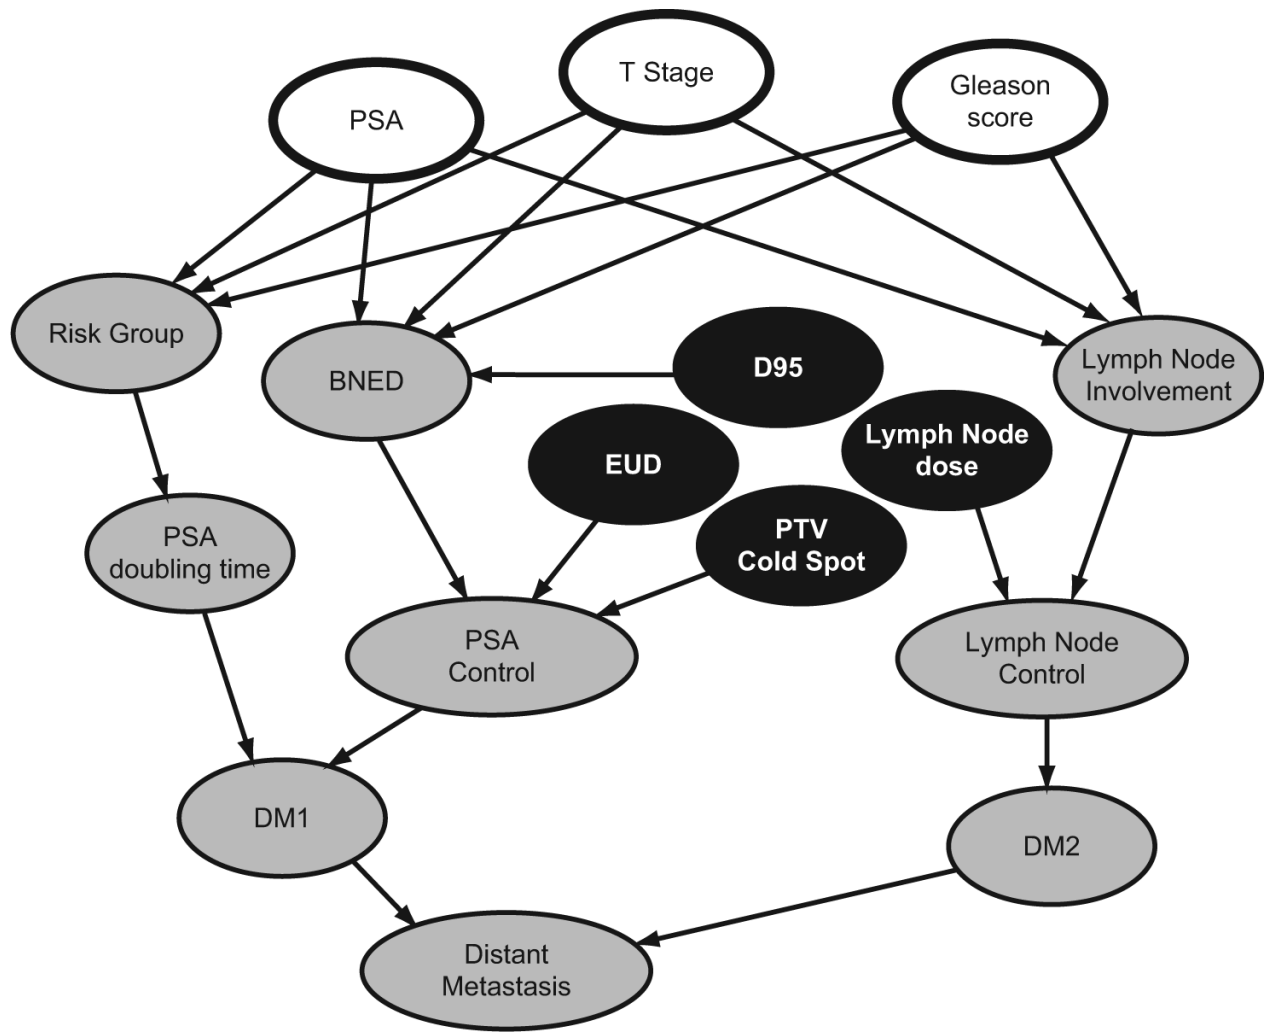 T Stage
PSA
Gleason
score
Risk Group
BNED
D95
Lymph Node
Involvement
EUD
Lymph Node
dose
PSA
doubling time
PTV
Cold Spot
PSA
Control
Lymph Node
Control
DM1
DM2
Distant
Metastasis